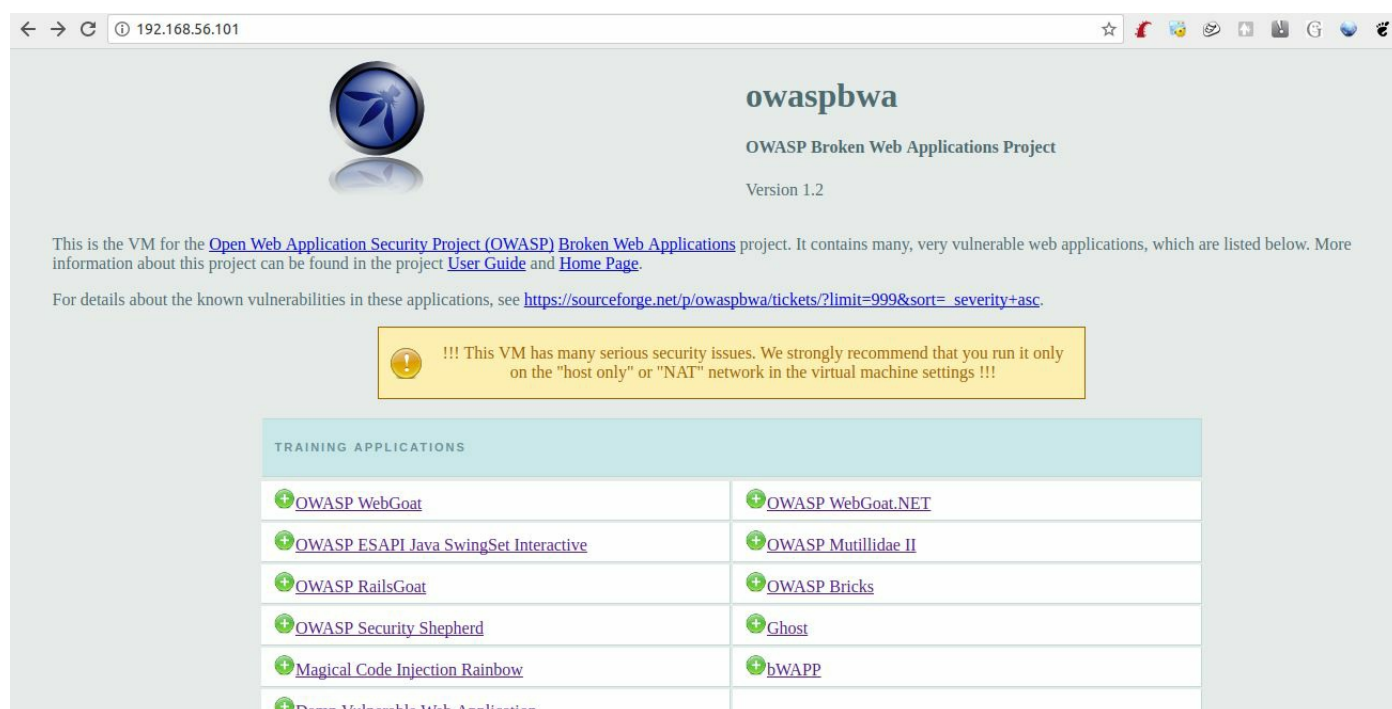 192.168.56.101
owaspbwa
OWASP Broken Web Applications Project
Version 1.2
This is the VM for the Open Web Application Security Project (OWASP) Broken Web Applications project. It contains many, very vulnerable web applications, which are listed below. More
information about this project can be found in the project User Guide and Home Page.
For details about the known vulnerabilities in these applications, see https://sourceforge.net/p/owaspbwa/tickets/?limit=999&sort=_severity+asc.
!!! This VM has many serious security issues. We strongly recommend that you run it only
on the "host only" or "NAT" network in the virtual machine settings !!!
TRAINING APPLICATIONS
OWASP WebGoat
OWASP WebGoat.NET
OWASP ESAPI Java SwingSet Interactive
OWASP Mutillidae II
OWASP RailsGoat
OWASP Bricks
OWASP Security Shepherd
Ghost
Magical Code Injection Rainbow
bWAPP
Damn Vulnerable Web Application